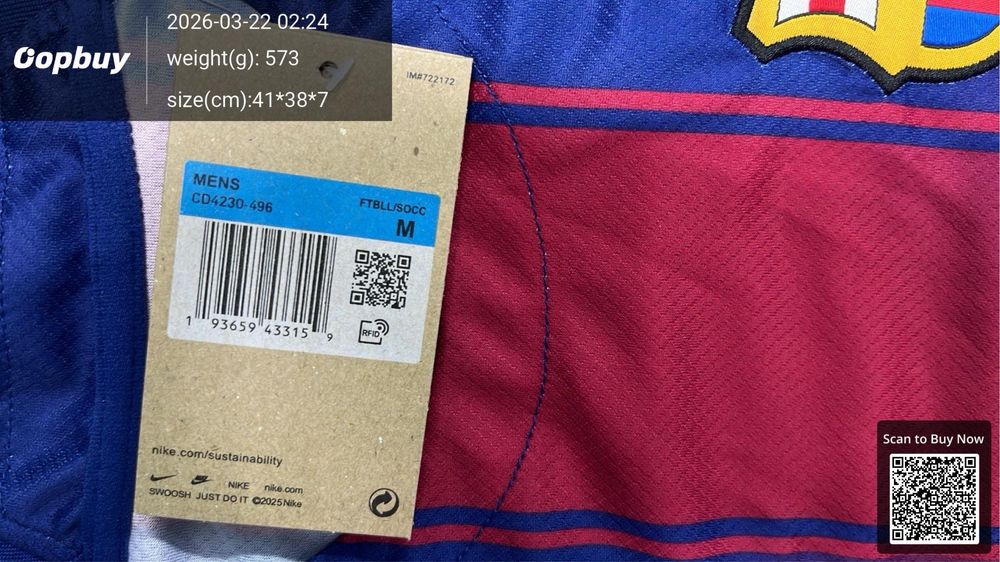 Gopbuy
2026-03-22 02:24
weight(g): 573
size(cm):41*38*7
IM#722172
MENS
CD4230-496
FTBLL/SOCC
M
1 93659 43315 9
RFID
nike.com/sustainability
NIKE nike.com
SWOOSH JUST DO IT ©2025 Nike
Scan to Buy Now